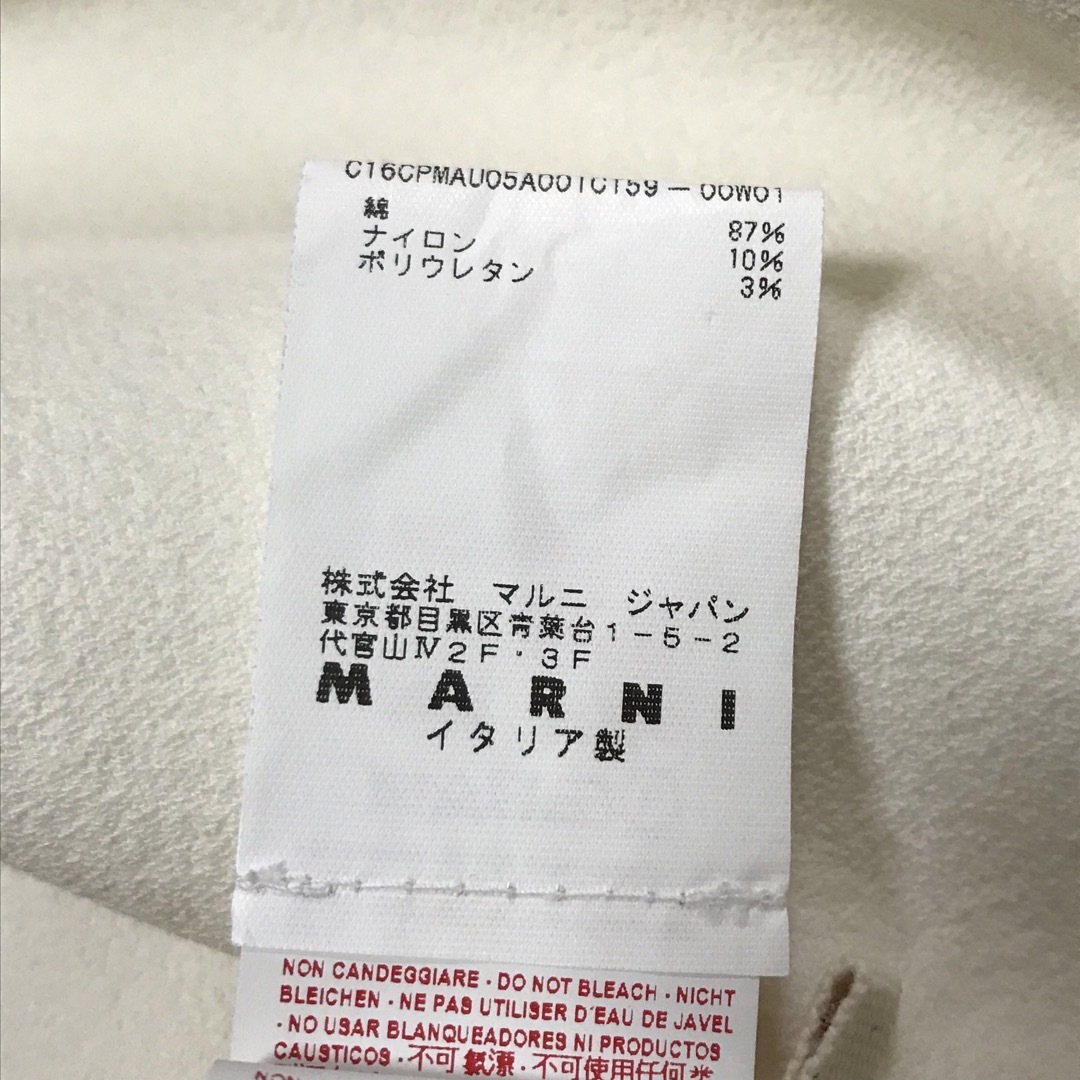 C16CPMAU05A001C159 - 00W01
綿 87%
ナイロン 10%
ポリウレタン 3%
株式会社 マルニ ジャパン
東京都目黒区青葉台1-5-2
代官山Ⅳ2F・3F
MARNI
イタリア製
NON CANDEGGIARE · DO NOT BLEACH · NICHT
BLEICHEN · NE PAS UTILISER D'EAU DE JAVEL
· NO USAR BLANQUEADORES NI PRODUCTOS
CAUSTICOS · 不可氯漂 · 不可使用任何类
NON